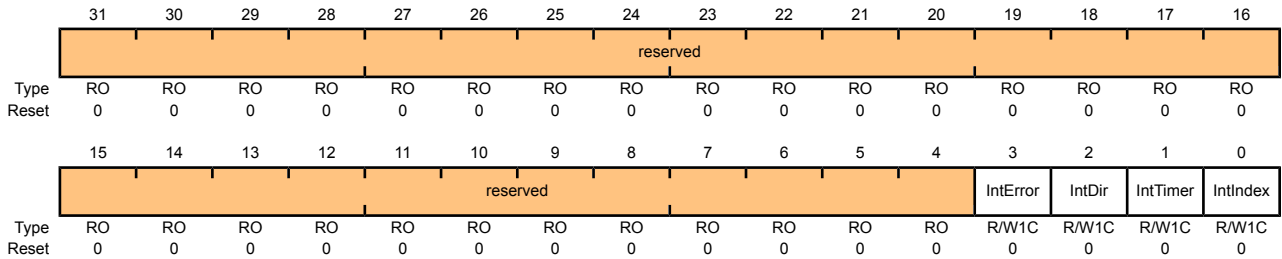 31 30 29 28 27 26 25 24 23 22 21 20 19 18 17 16
reserved
Type RO RO RO RO RO RO RO RO RO RO RO RO RO RO RO RO
Reset 0 0 0 0 0 0 0 0 0 0 0 0 0 0 0 0
15 14 13 12 11 10 9 8 7 6 5 4 3 2 1 0
reserved IntError IntDir IntTimer IntIndex
Type RO RO RO RO RO RO RO RO RO RO RO RO R/W1C R/W1C R/W1C R/W1C
Reset 0 0 0 0 0 0 0 0 0 0 0 0 0 0 0 0